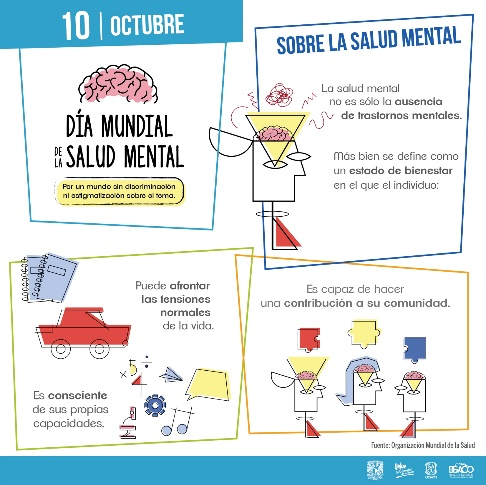 10 | OCTUBRE
DÍA MUNDIAL
DE LA SALUD MENTAL
Por un mundo sin discriminación
ni estigmatización sobre el tema.
SOBRE LA SALUD MENTAL
La salud mental
no es sólo la ausencia
de trastornos mentales.
Más bien se define como
un estado de bienestar
en el que el individuo:
Puede afrontar
las tensiones
normales
de la vida.
Es consciente
de sus propias
capacidades.
Es capaz de hacer
una contribución a su comunidad.
Fuente: Organización Mundial de la Salud